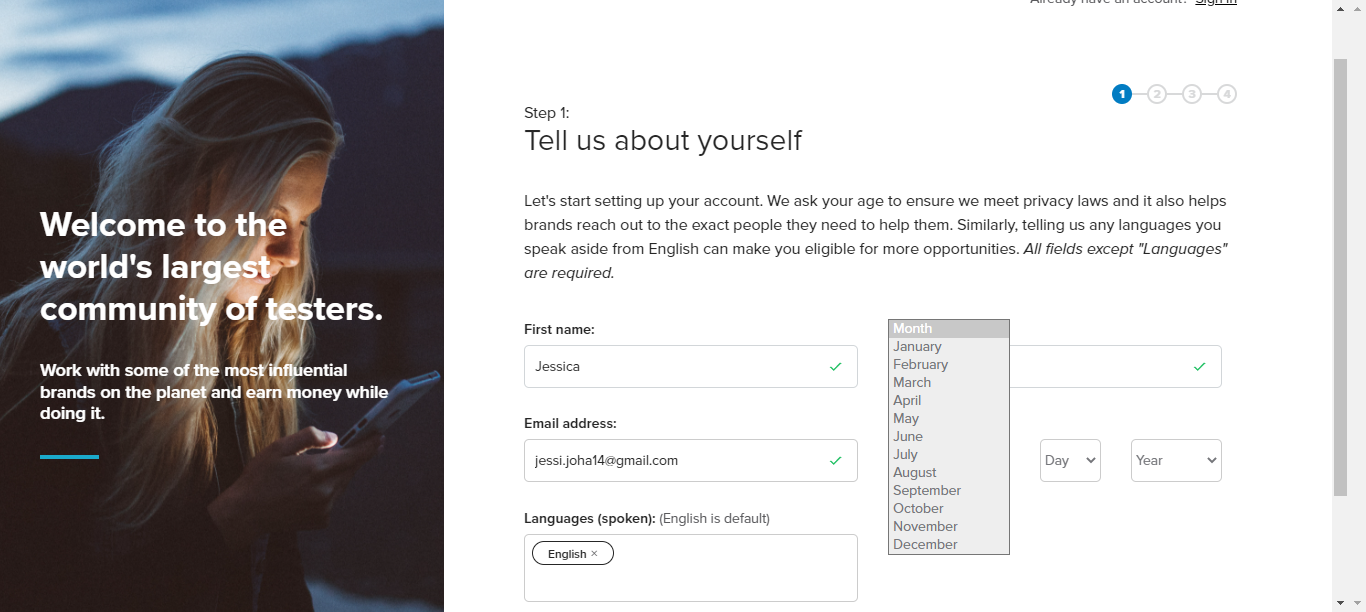 Already have an account? Sign in
1 2 3 4
Step 1:
Tell us about yourself
Let's start setting up your account. We ask your age to ensure we meet privacy laws and it also helps
brands reach out to the exact people they need to help them. Similarly, telling us any languages you
speak aside from English can make you eligible for more opportunities. All fields except "Languages"
are required.
Welcome to the
world's largest
community of testers.
Work with some of the most influential
brands on the planet and earn money while
doing it.
First name:
Jessica
Email address:
jessi.joha14@gmail.com
Languages (spoken): (English is default)
English ×
Month
January
February
March
April
May
June
July
August
September
October
November
December
Day
Year